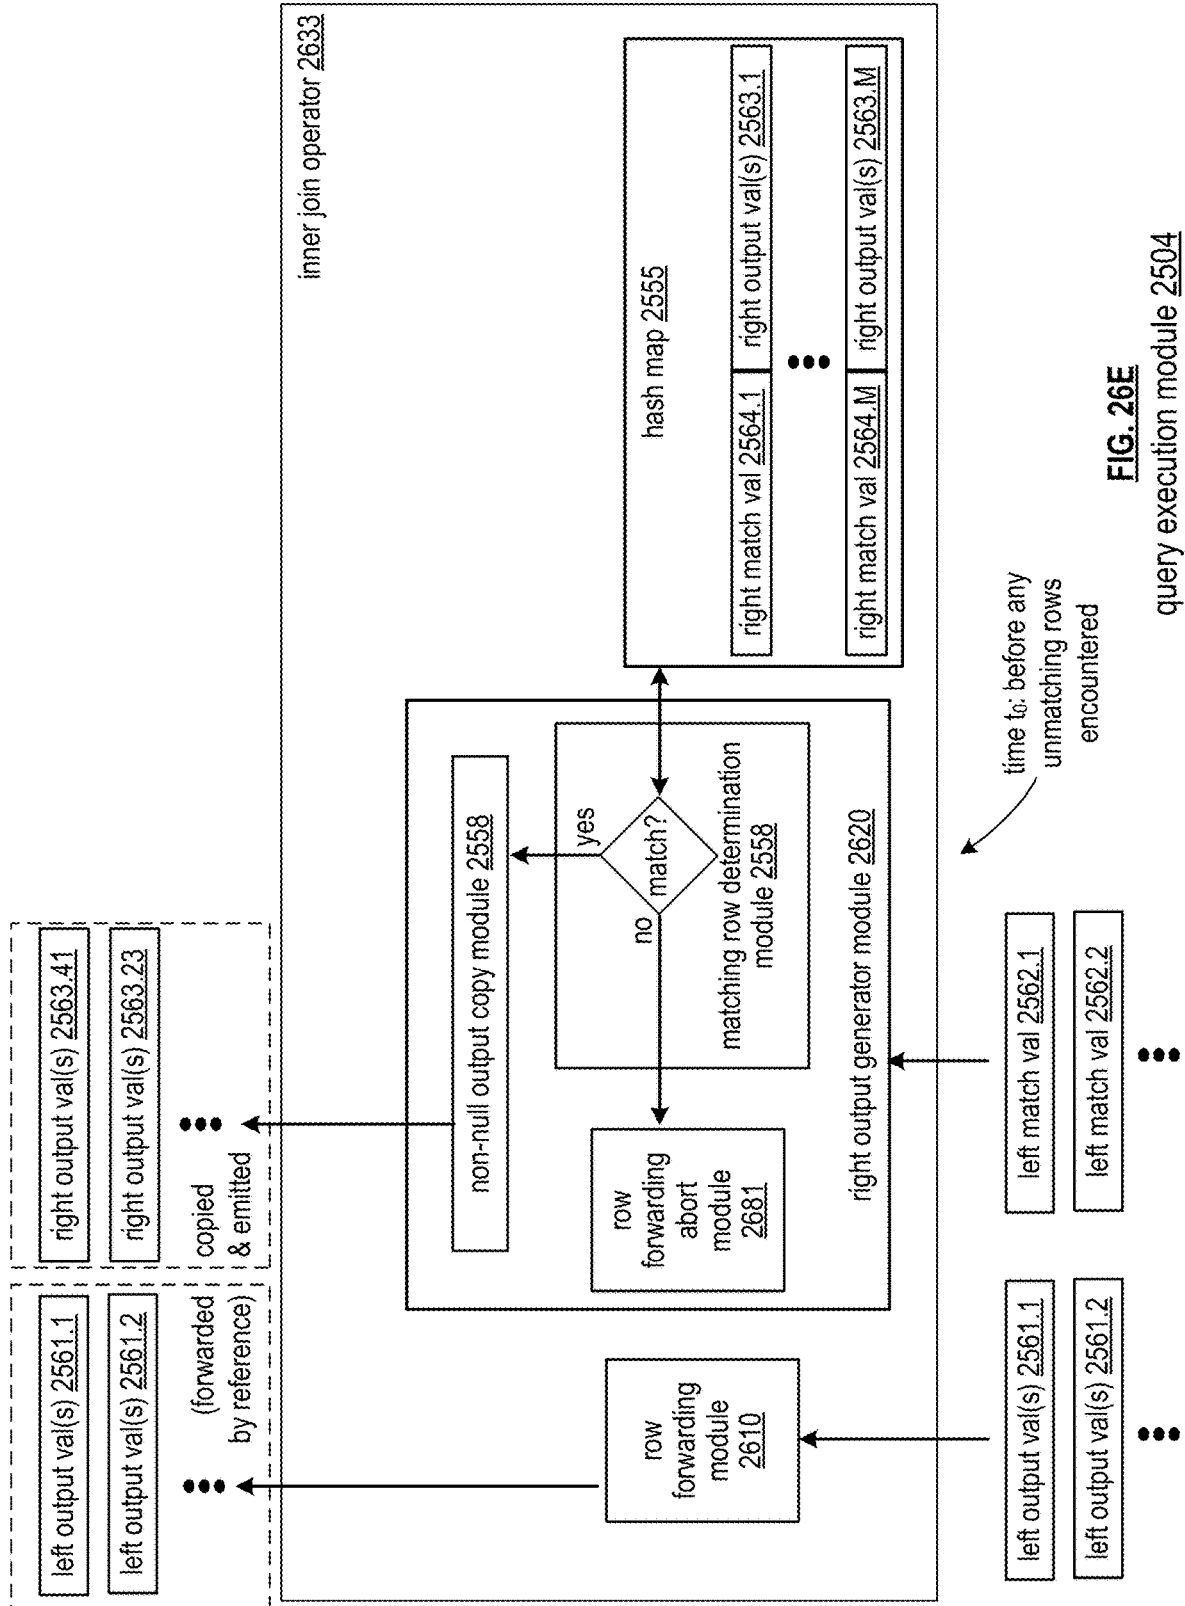 left output val(s) 2561.1
left output val(s) 2561.2
(forwarded
by reference)
right output val(s) 2563.41
right output val(s) 2563.23
copied
& emitted
inner join operator 2633
row
forwarding
module
2610
non-null output copy module 2558
row
forwarding
abort
module
2681
no
yes
match?
matching row determination
module 2558
right output generator module 2620
hash map 2555
right match val 2564.1
right output val(s) 2563.1
right match val 2564.M
right output val(s) 2563.M
left output val(s) 2561.1
left output val(s) 2561.2
left match val 2562.1
left match val 2562.2
time t0: before any
unmatching rows
encountered
FIG. 26E
query execution module 2504